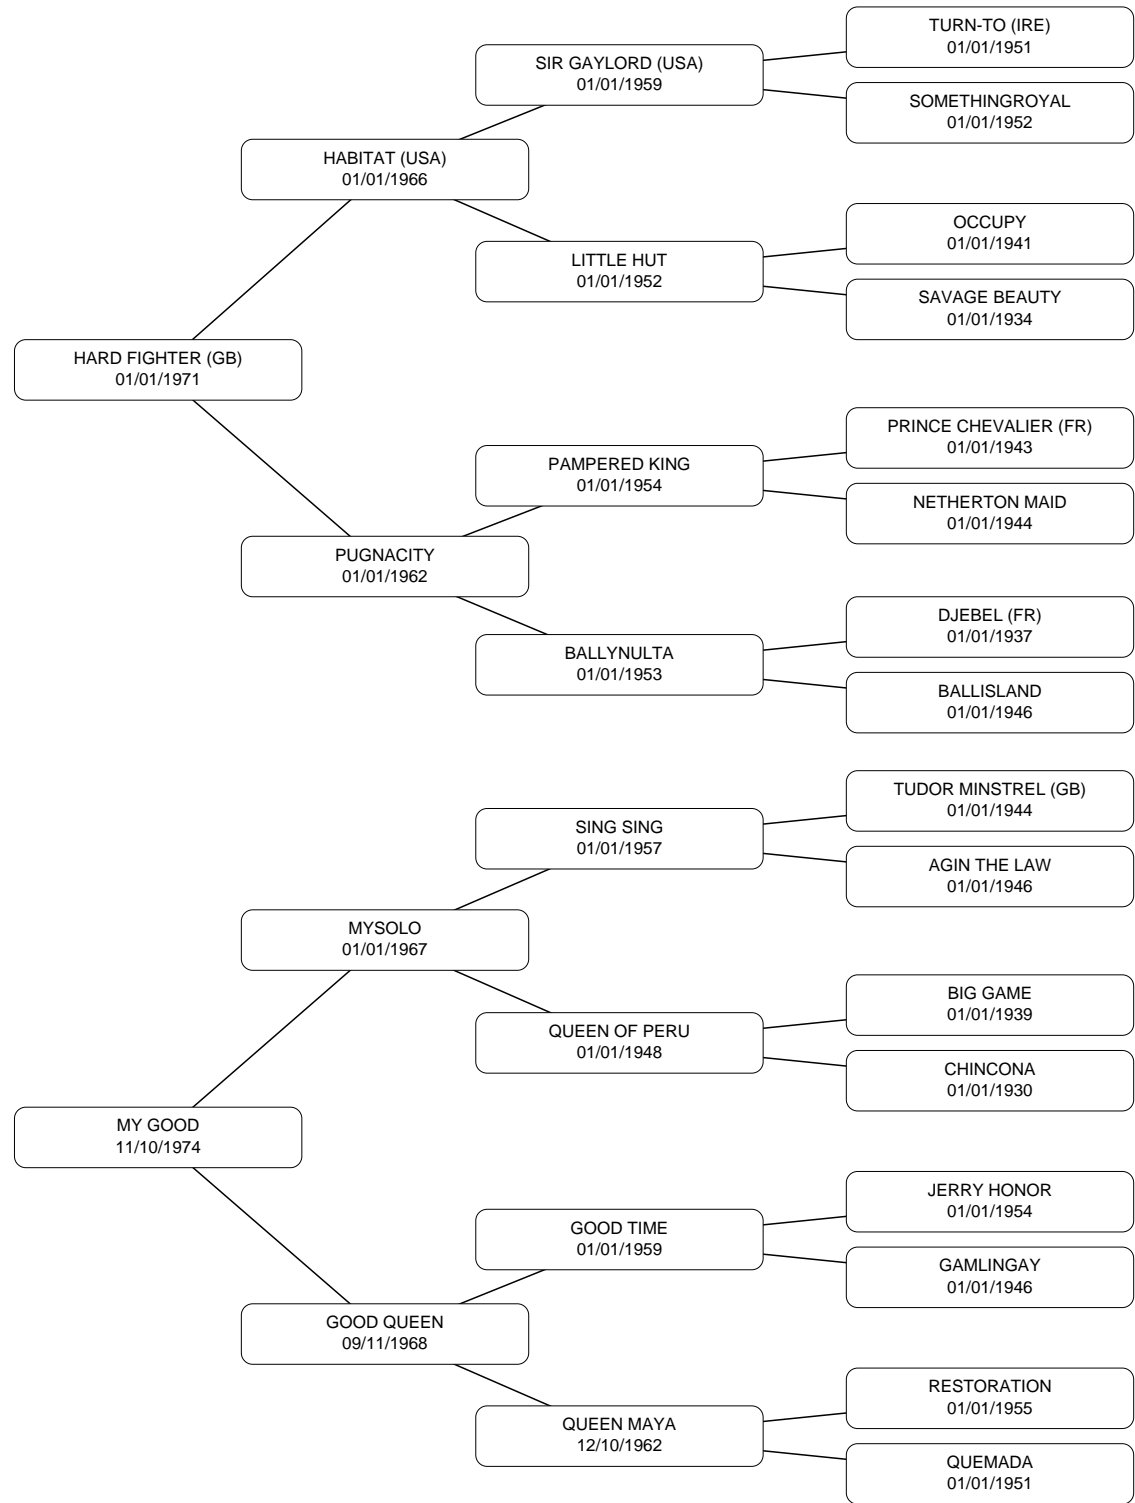 TURN-TO (IRE)
01/01/1951
SIR GAYLORD (USA)
01/01/1959
SOMETHINGROYAL
01/01/1952
HABITAT (USA)
01/01/1966
OCCUPY
01/01/1941
LITTLE HUT
01/01/1952
SAVAGE BEAUTY
01/01/1934
HARD FIGHTER (GB)
01/01/1971
PRINCE CHEVALIER (FR)
01/01/1943
PAMPERED KING
01/01/1954
NETHERTON MAID
01/01/1944
PUGNACITY
01/01/1962
DJEBEL (FR)
01/01/1937
BALLYNULTA
01/01/1953
BALLISLAND
01/01/1946
TUDOR MINSTREL (GB)
01/01/1944
SING SING
01/01/1957
AGIN THE LAW
01/01/1946
MYSOLO
01/01/1967
BIG GAME
01/01/1939
QUEEN OF PERU
01/01/1948
CHINCONA
01/01/1930
MY GOOD
11/10/1974
JERRY HONOR
01/01/1954
GOOD TIME
01/01/1959
GAMLINGAY
01/01/1946
GOOD QUEEN
09/11/1968
RESTORATION
01/01/1955
QUEEN MAYA
12/10/1962
QUEMADA
01/01/1951